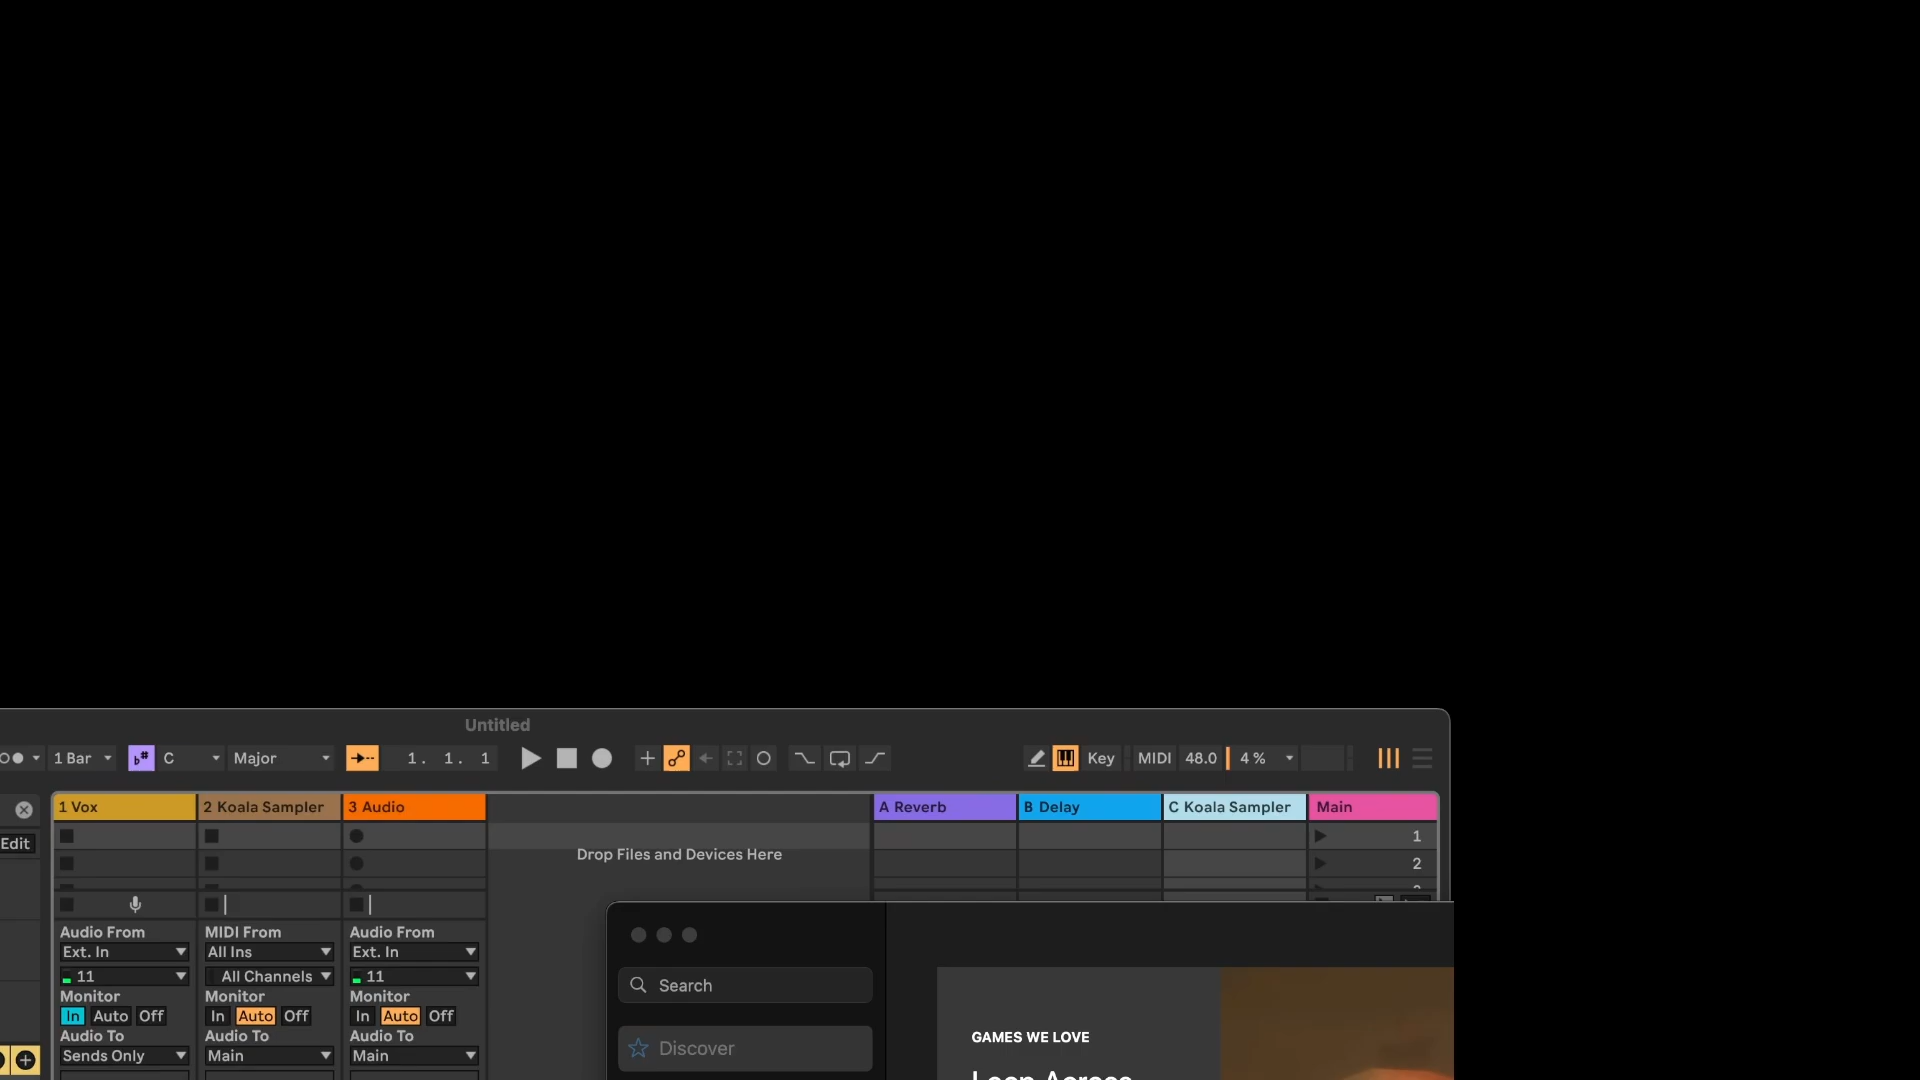 Untitled
1 Bar C Major 1. 1. 1 Key MIDI 48.0 4 %
1 Vox 2 Koala Sampler 3 Audio A Reverb B Delay C Koala Sampler Main
Edit
1
Drop Files and Devices Here
2
Audio From MIDI From Audio From
Ext. In All Ins Ext. In
11 All Channels 11
Monitor Monitor Monitor
In Auto Off In Auto Off In Auto Off
Audio To Audio To Audio To
Sends Only Main Main
Search
Discover
GAMES WE LOVE